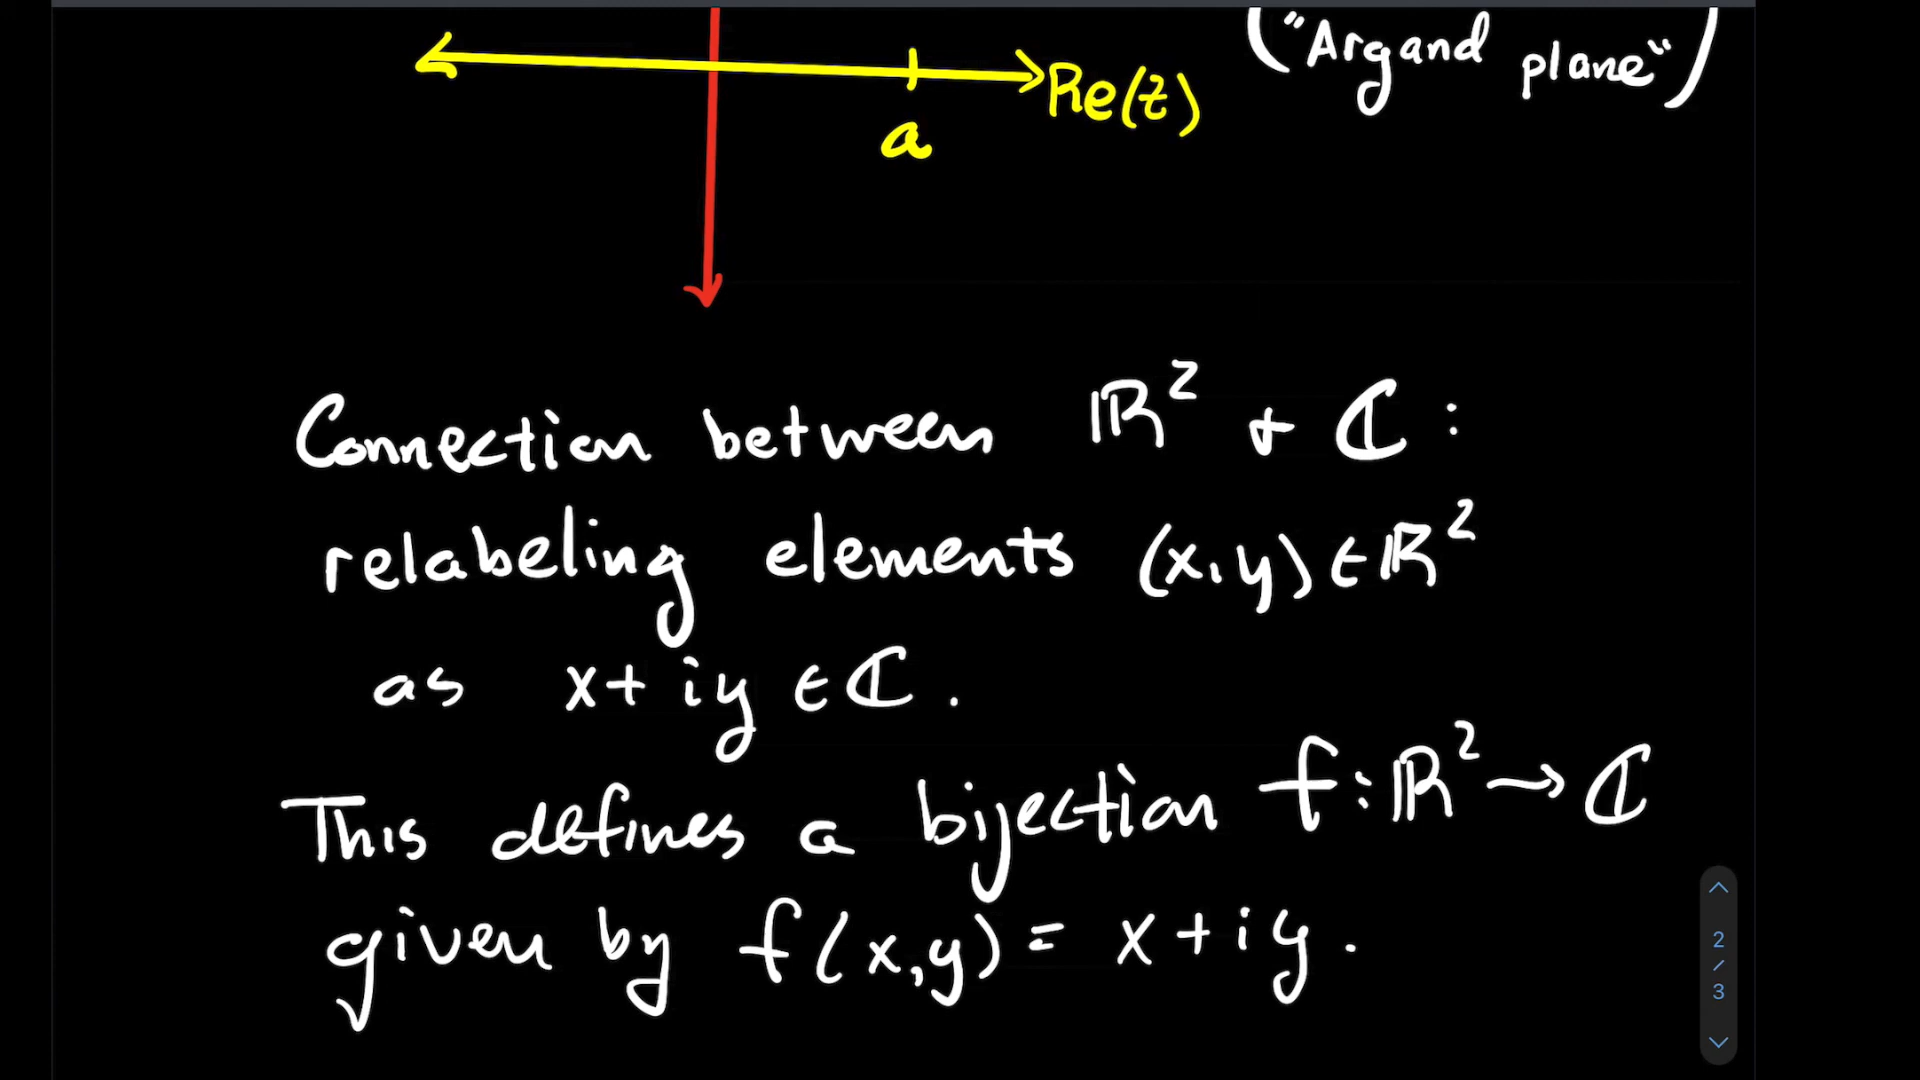 ("Argand plane")
Re(z)
a
Connection between ℝ² & ℂ:
relabeling elements (x,y)∈ℝ²
as x+iy ∈ℂ.
This defines a bijection f:ℝ²→ℂ
given by f(x,y)= x+iy.
2
/
3